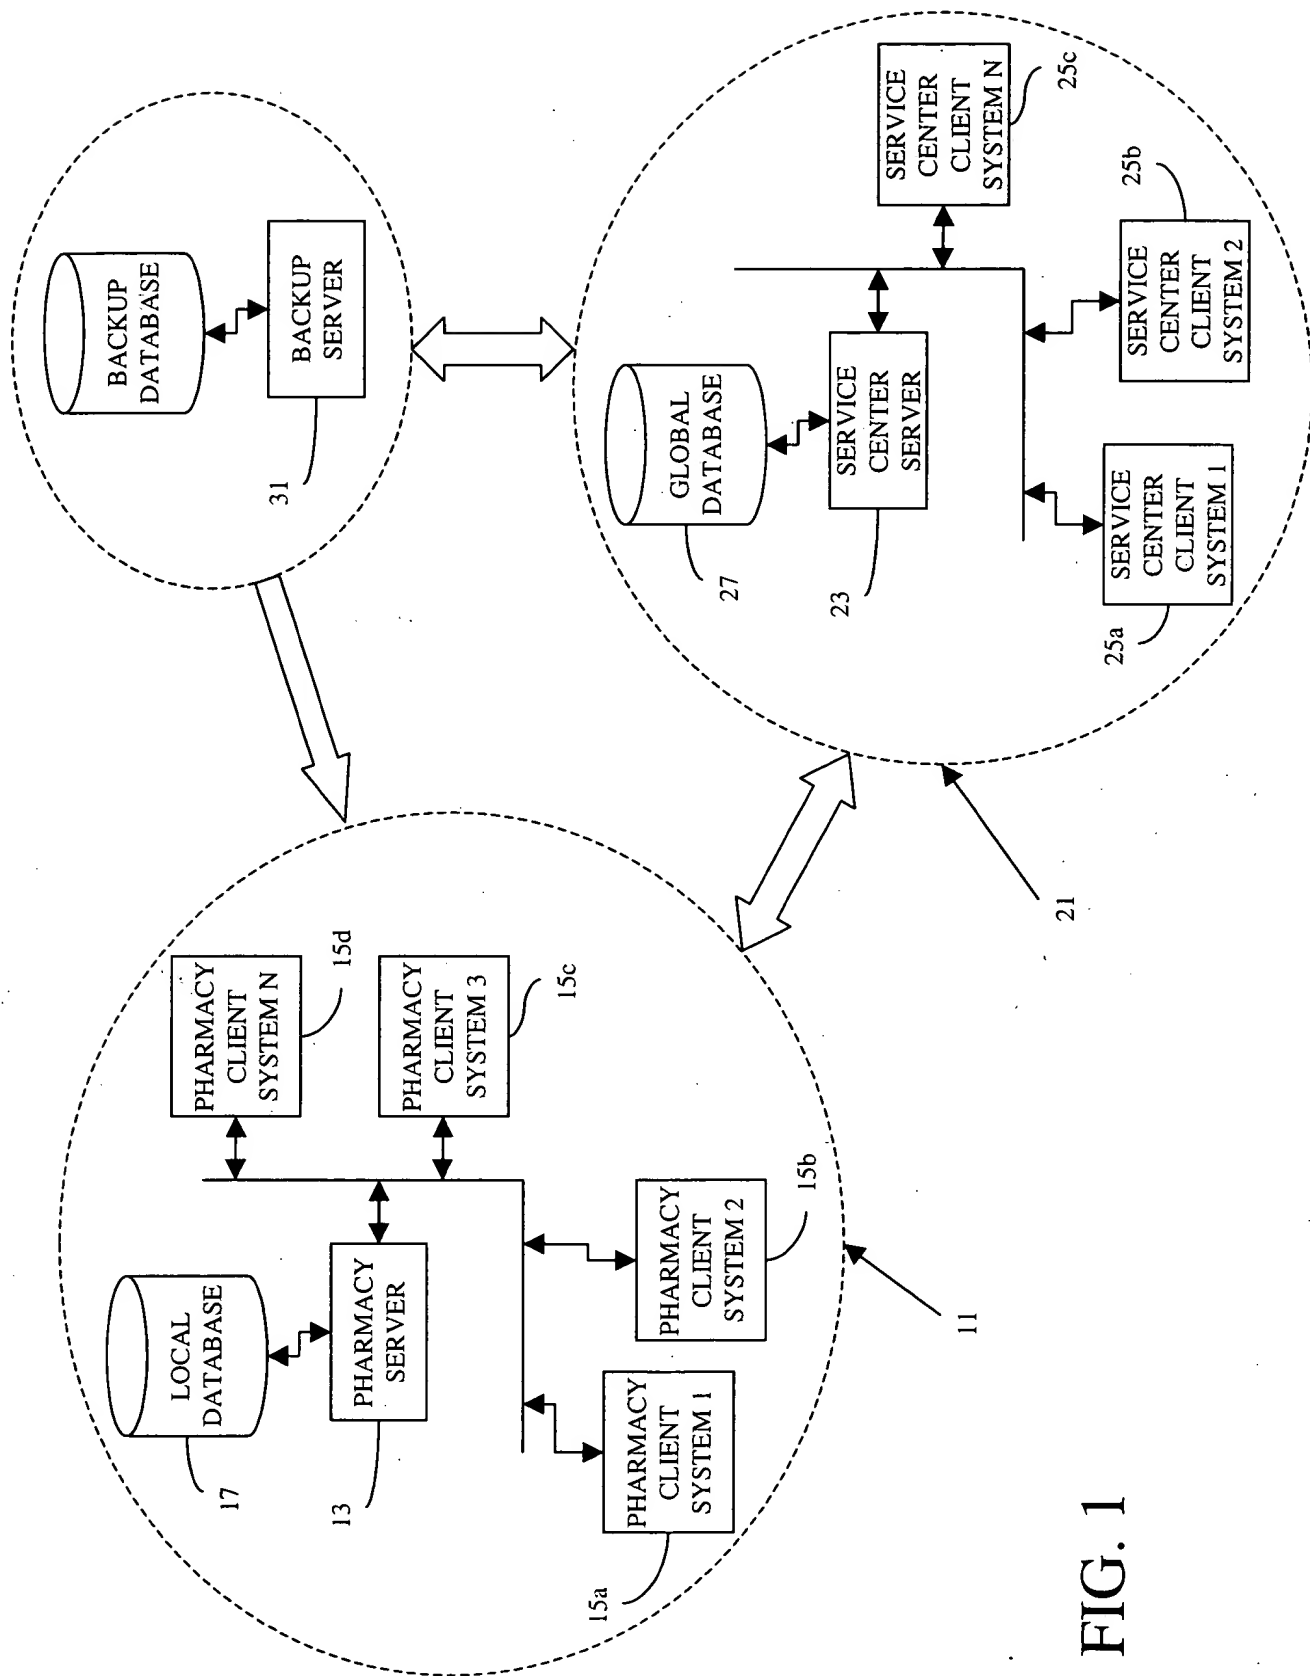 LOCAL
DATABASE
17
PHARMACY
SERVER
13
PHARMACY
CLIENT
SYSTEM N
15d
PHARMACY
CLIENT
SYSTEM 3
15c
PHARMACY
CLIENT
SYSTEM 1
15a
PHARMACY
CLIENT
SYSTEM 2
15b
11
BACKUP
DATABASE
BACKUP
SERVER
31
GLOBAL
DATABASE
27
SERVICE
CENTER
SERVER
23
SERVICE
CENTER
CLIENT
SYSTEM N
25c
SERVICE
CENTER
CLIENT
SYSTEM 1
25a
SERVICE
CENTER
CLIENT
SYSTEM 2
25b
21
FIG. 1